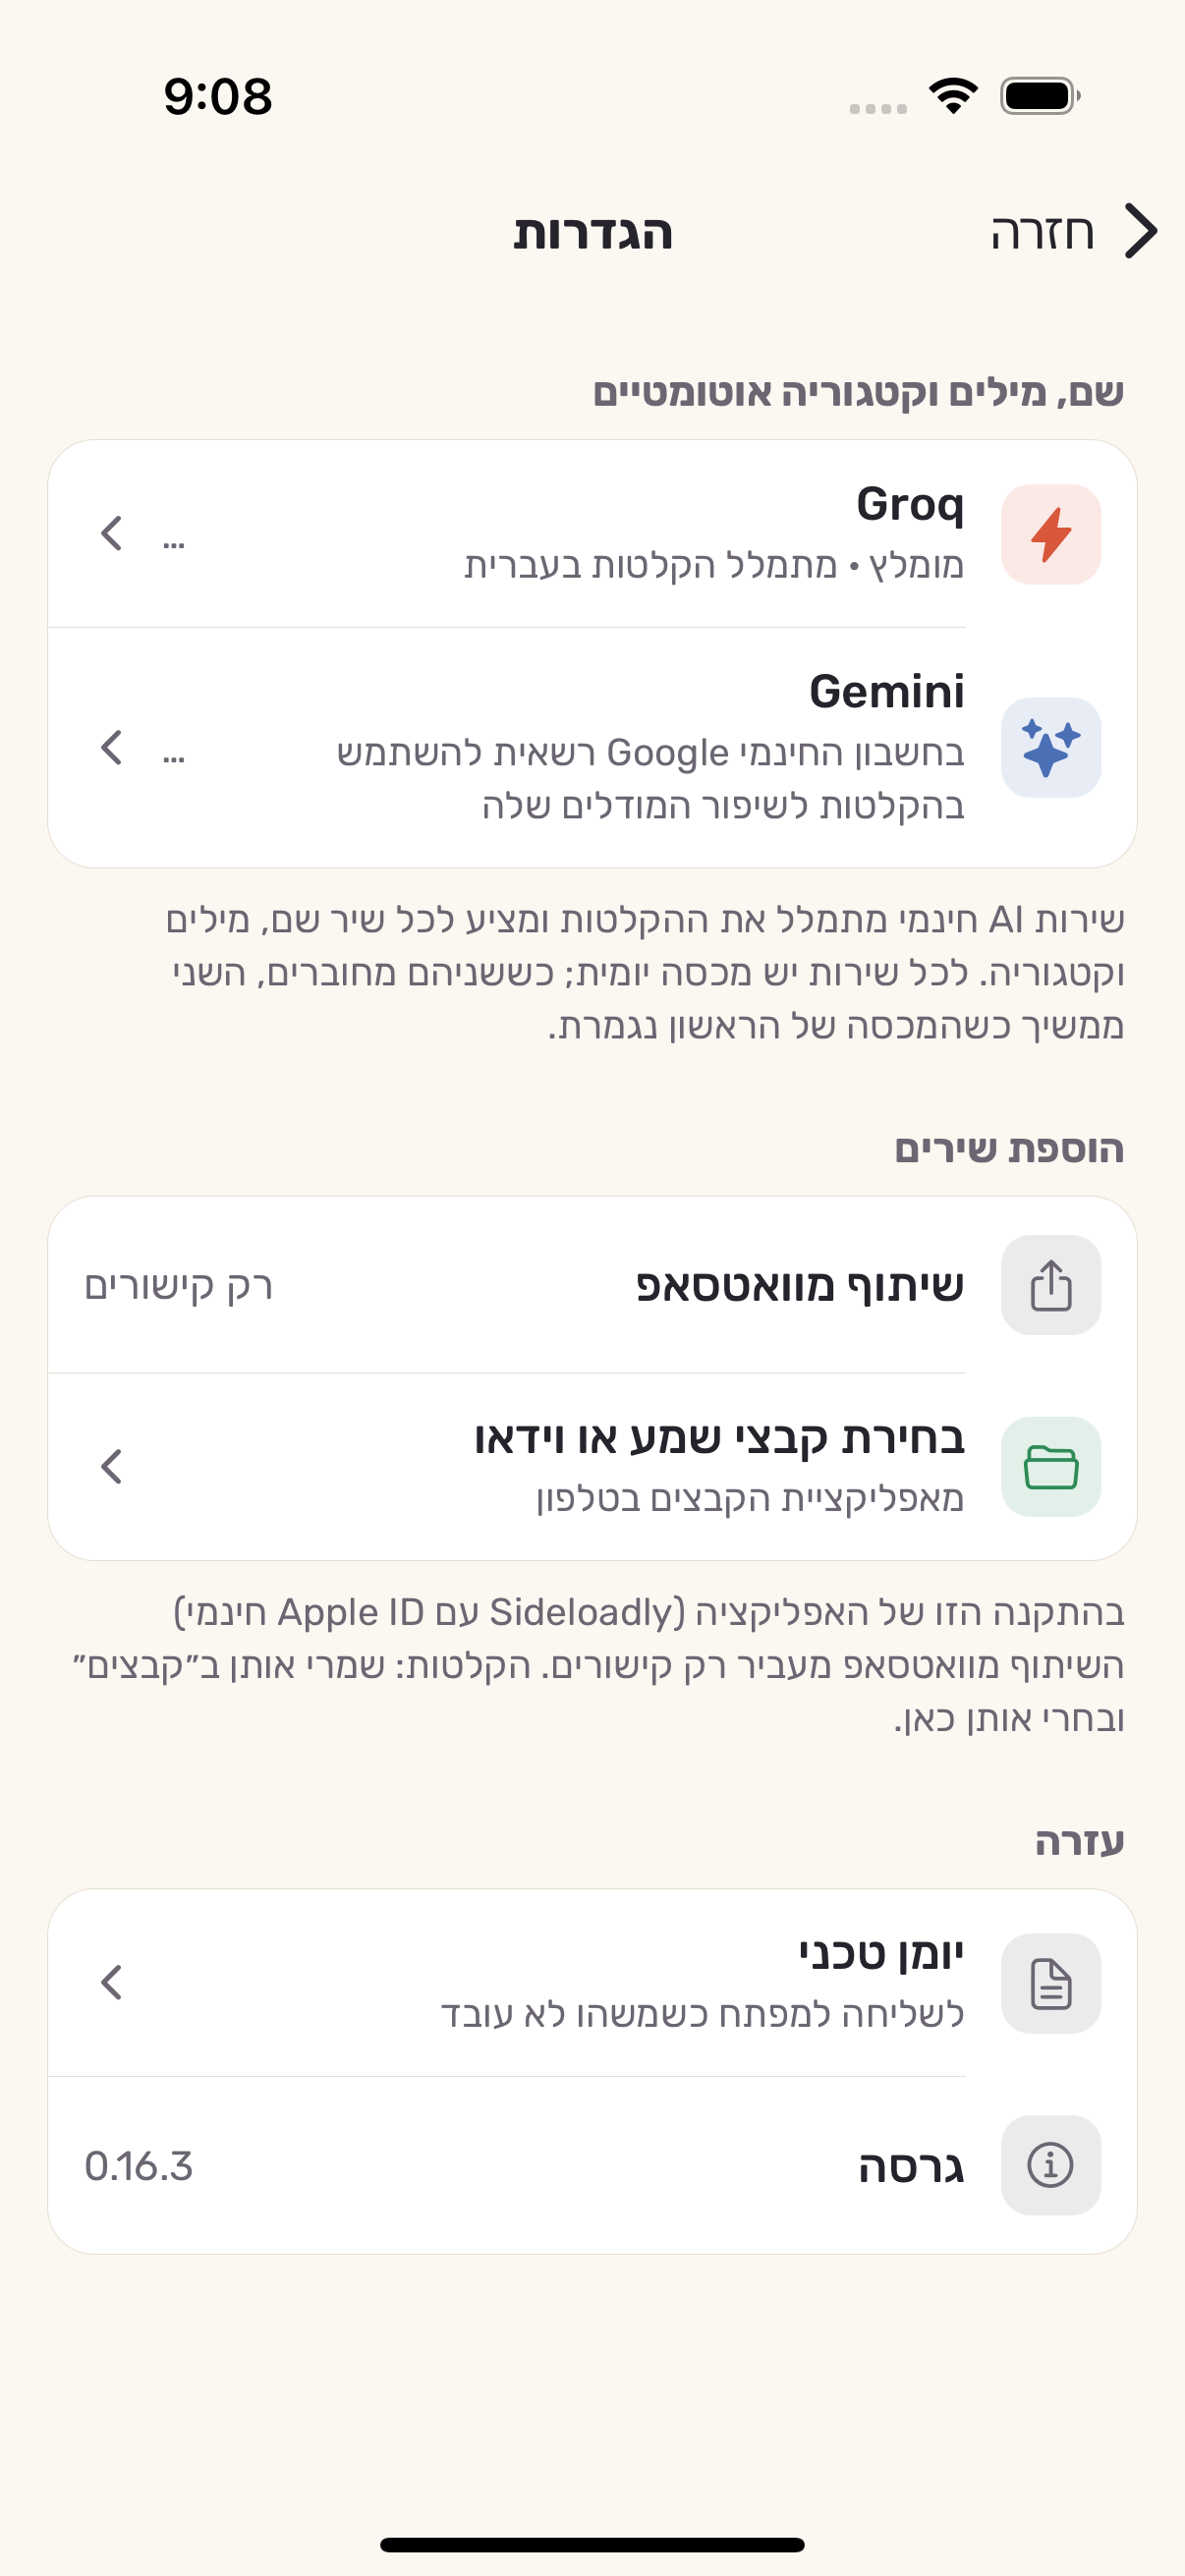 9:08
חזרה
הגדרות
שם, מילים וקטגוריה אוטומטיים
Groq
מומלץ • מתמלל הקלטות בעברית
...
Gemini
בחשבון החינמי Google רשאית להשתמש
בהקלטות לשיפור המודלים שלה
...
שירות AI חינמי מתמלל את ההקלטות ומציע לכל שיר שם, מילים
וקטגוריה. לכל שירות יש מכסה יומית; כששניהם מחוברים, השני
ממשיך כשהמכסה של הראשון נגמרת.
הוספת שירים
שיתוף מוואטסאפ
רק קישורים
בחירת קבצי שמע או וידאו
מאפליקציית הקבצים בטלפון
בהתקנה הזו של האפליקציה (Sideloadly עם Apple ID חינמי)
השיתוף מוואטסאפ מעביר רק קישורים. הקלטות: שמרי אותן ב״קבצים״
ובחרי אותן כאן.
עזרה
יומן טכני
לשליחה למפתח כשמשהו לא עובד
גרסה
0.16.3